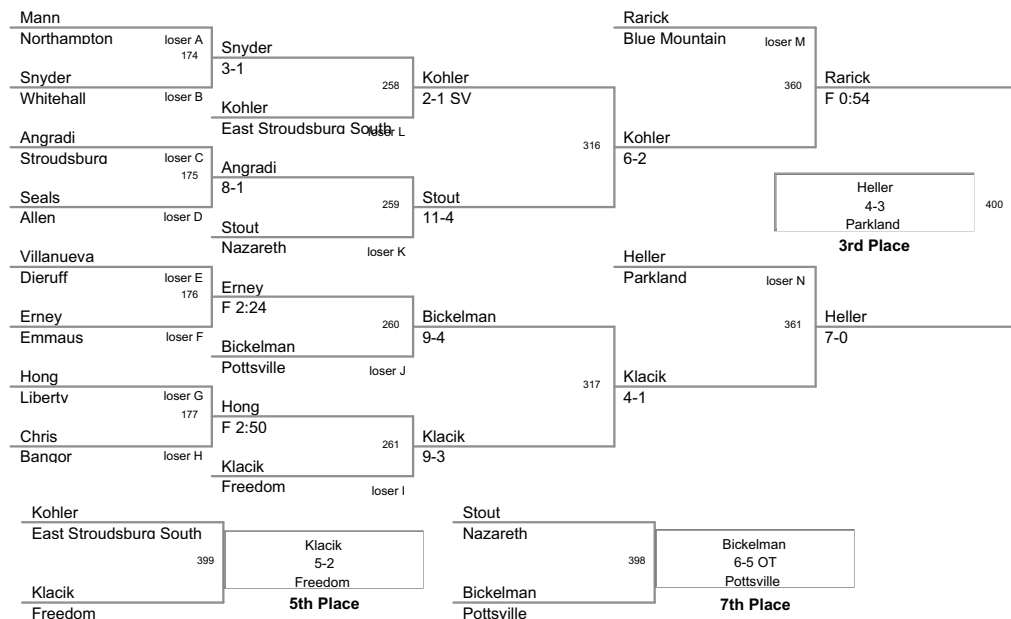 Mann
Northampton
loser A
174
Snyder
Whitehall
loser B
Angradi
Stroudsburg
loser C
175
Seals
Allen
loser D
Villanueva
Dieruff
loser E
176
Erney
Emmaus
loser F
Hong
Liberty
loser G
177
Chris
Bangor
loser H
Snyder
3-1
258
Kohler
East Stroudsburg South
loser L
Angradi
8-1
259
Stout
Nazareth
loser K
Erney
F 2:24
260
Bickelman
Pottsville
loser J
Hong
F 2:50
261
Klacik
Freedom
loser I
Kohler
2-1 SV
316
Stout
11-4
Bickelman
9-4
317
Klacik
9-3
Rarick
Blue Mountain
loser M
360
Kohler
6-2
Heller
Parkland
loser N
361
Klacik
4-1
Rarick
F 0:54
Heller
4-3
Parkland
400
3rd Place
Heller
7-0
Kohler
East Stroudsburg South
399
Klacik
Freedom
Klacik
5-2
Freedom
5th Place
Stout
Nazareth
398
Bickelman
Pottsville
Bickelman
6-5 OT
Pottsville
7th Place